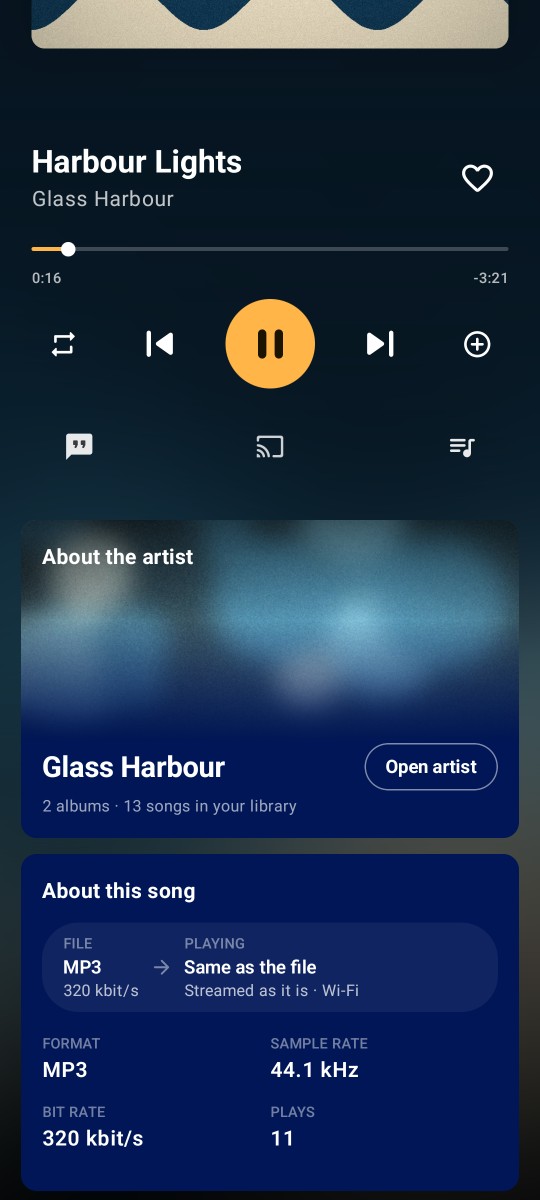 Harbour Lights
Glass Harbour
0:16
-3:21
About the artist
Glass Harbour
Open artist
2 albums · 13 songs in your library
About this song
FILE
MP3
320 kbit/s
PLAYING
Same as the file
Streamed as it is · Wi-Fi
FORMAT
MP3
SAMPLE RATE
44.1 kHz
BIT RATE
320 kbit/s
PLAYS
11